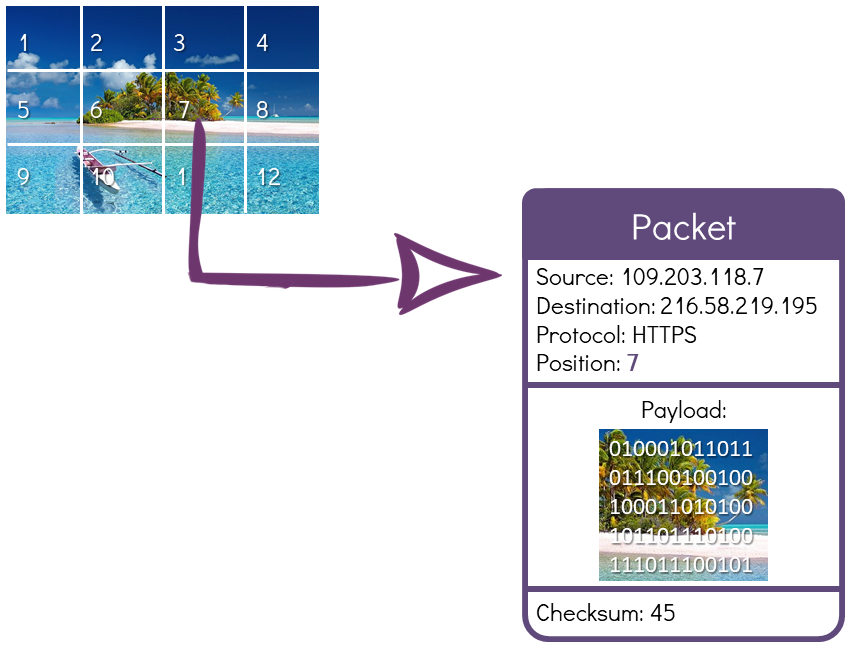 1 2 3 4
5 6 7 8
9 10 1 12
Packet
Source: 109.203.118.7
Destination: 216.58.219.195
Protocol: HTTPS
Position: 7
Payload:
010001011011
011100100100
100011010100
101101110100
111011100101
Checksum: 45